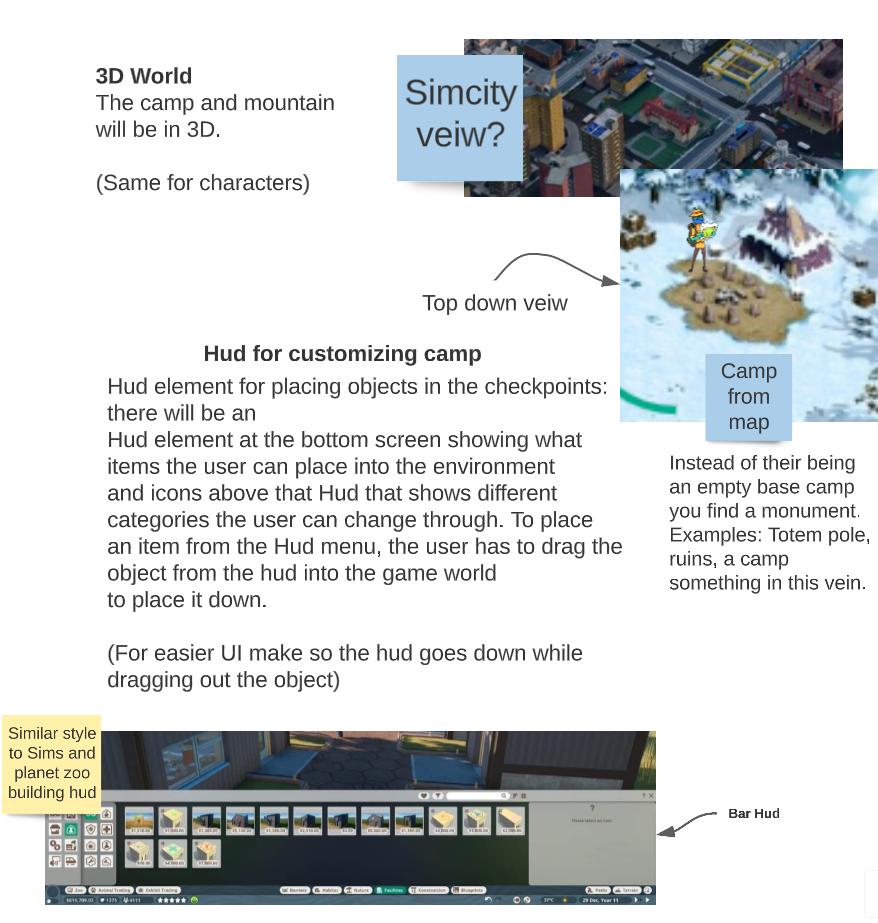 3D World
The camp and mountain
will be in 3D.
(Same for characters)
Simcity
veiw?
Top down veiw
Camp
from
map
Instead of their being
an empty base camp
you find a monument.
Examples: Totem pole,
ruins, a camp
something in this vein.
Hud for customizing camp
Hud element for placing objects in the checkpoints:
there will be an
Hud element at the bottom screen showing what
items the user can place into the environment
and icons above that Hud that shows different
categories the user can change through. To place
an item from the Hud menu, the user has to drag the
object from the hud into the game world
to place it down.
(For easier UI make so the hud goes down while
dragging out the object)
Similar style
to Sims and
planet zoo
building hud
Bar Hud
?
Please select an item
Zoo Animal Trading Exhibit Trading Barriers Habitat Nature Facilities Construction Blueprints Paths Terrain
1375 4111 37°C 29 Dec, Year 11